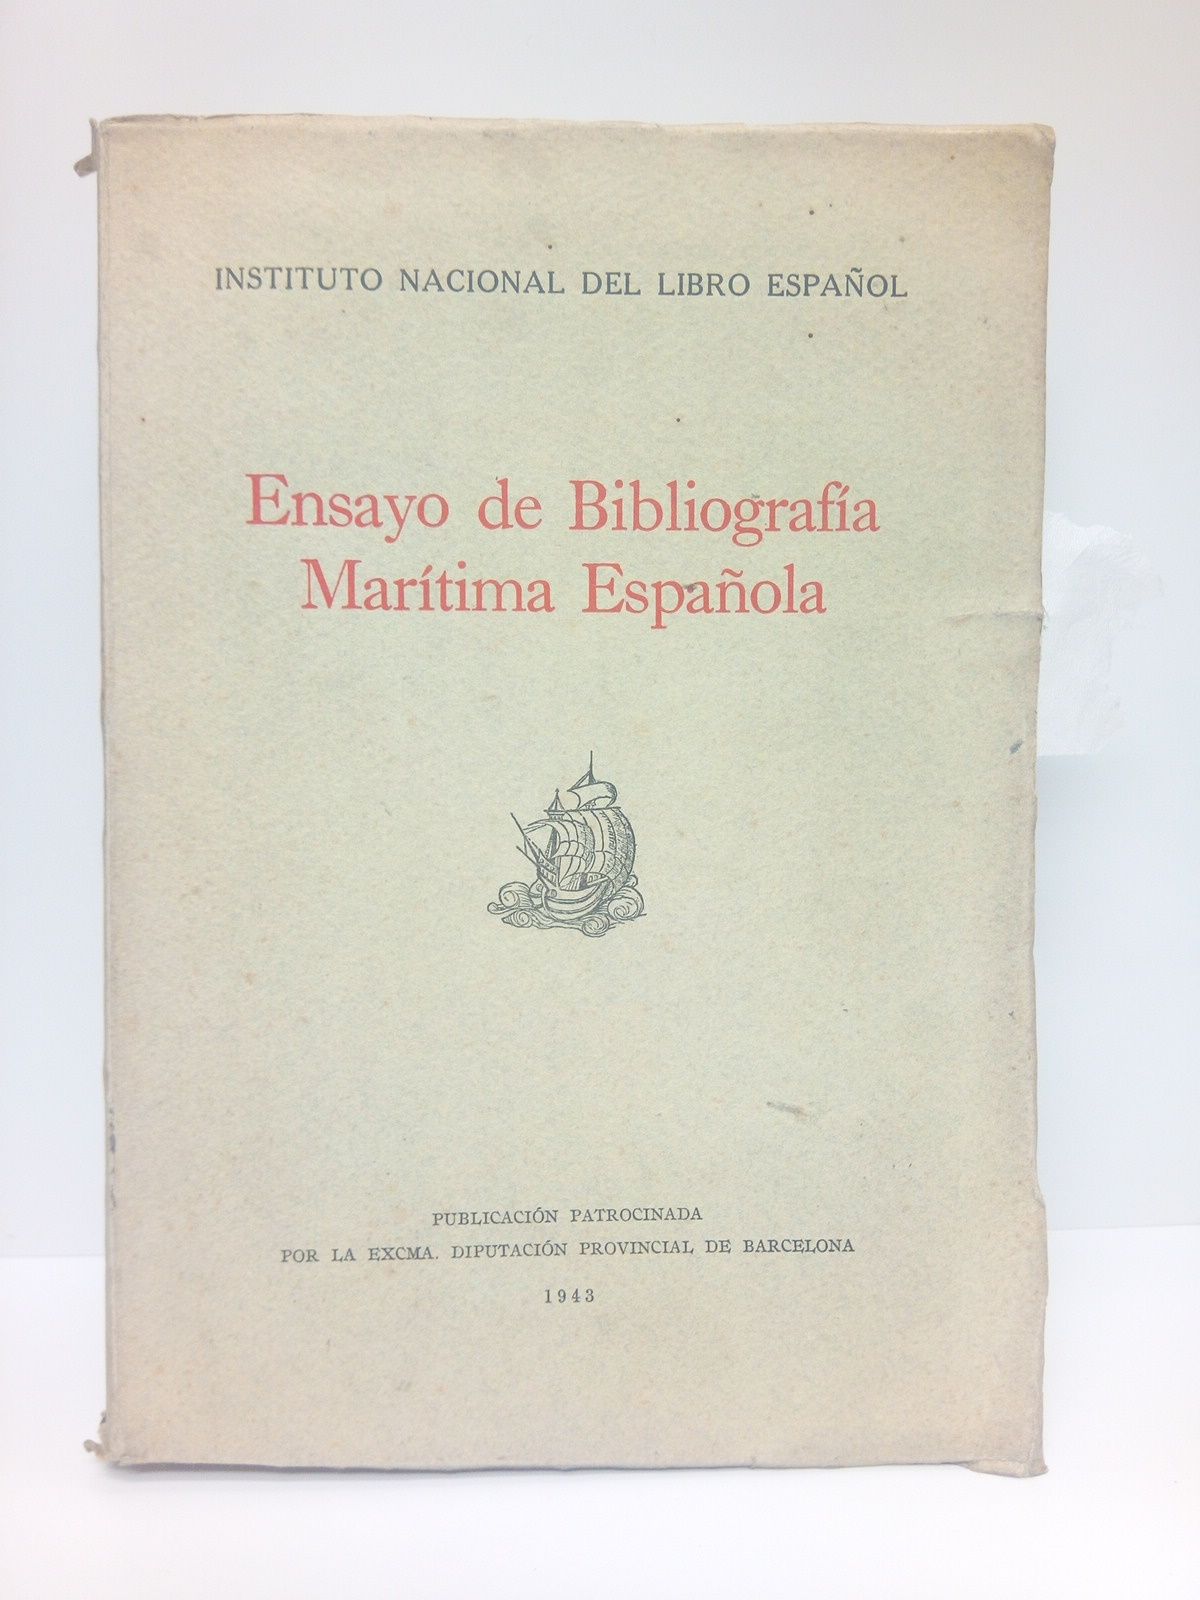 INSTITUTO NACIONAL DEL LIBRO ESPAÑOL
Ensayo de Bibliografía
Marítima Española
PUBLICACIÓN PATROCINADA
POR LA EXCMA. DIPUTACIÓN PROVINCIAL DE BARCELONA
1943